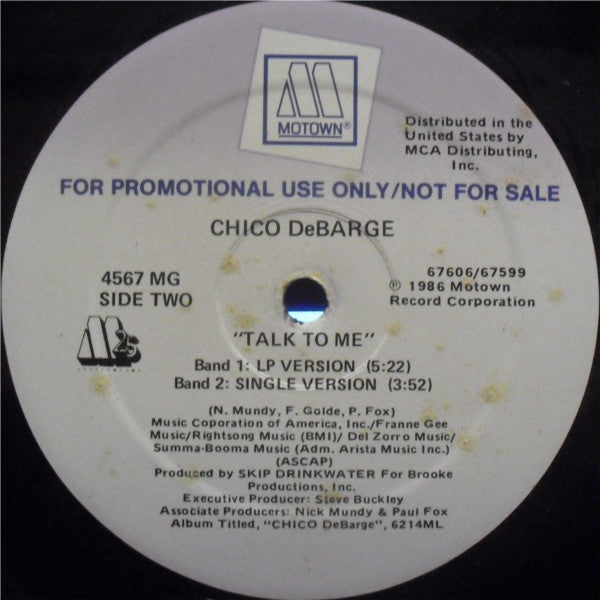 MOTOWN®
Distributed in the
United States by
MCA Distributing,
Inc.
FOR PROMOTIONAL USE ONLY/NOT FOR SALE
CHICO DeBARGE
4567 MG
SIDE TWO
67606/67599
℗ 1986 Motown
Record Corporation
M25
"TALK TO ME"
Band 1: LP VERSION (5:22)
Band 2: SINGLE VERSION (3:52)
(N. Mundy, F. Golde, P. Fox)
Music Coporation of America, Inc./Franne Gee
Music/Rightsong Music (BMI)/ Del Zorro Music/
Summa-Booma Music (Adm. Arista Music Inc.)
(ASCAP)
Produced by SKIP DRINKWATER For Brooke
Productions, Inc.
Executive Producer: Steve Buckley
Associate Producers: Nick Mundy & Paul Fox
Album Titled, "CHICO DeBarge", 6214ML